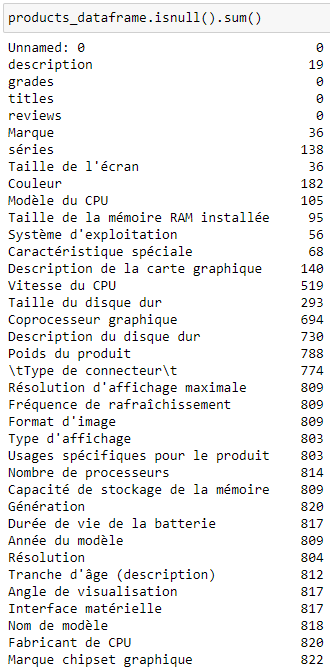 products_dataframe.isnull().sum()
Unnamed: 0 0
description 19
grades 0
titles 0
reviews 0
Marque 36
séries 138
Taille de l'écran 36
Couleur 182
Modèle du CPU 105
Taille de la mémoire RAM installée 95
Système d'exploitation 56
Caractéristique spéciale 68
Description de la carte graphique 140
Vitesse du CPU 519
Taille du disque dur 293
Coprocesseur graphique 694
Description du disque dur 730
Poids du produit 788
\tType de connecteur\t 774
Résolution d'affichage maximale 809
Fréquence de rafraîchissement 809
Format d'image 809
Type d'affichage 803
Usages spécifiques pour le produit 803
Nombre de processeurs 814
Capacité de stockage de la mémoire 809
Génération 820
Durée de vie de la batterie 817
Année du modèle 809
Résolution 804
Tranche d'âge (description) 812
Angle de visualisation 817
Interface matérielle 817
Nom de modèle 818
Fabricant de CPU 820
Marque chipset graphique 822